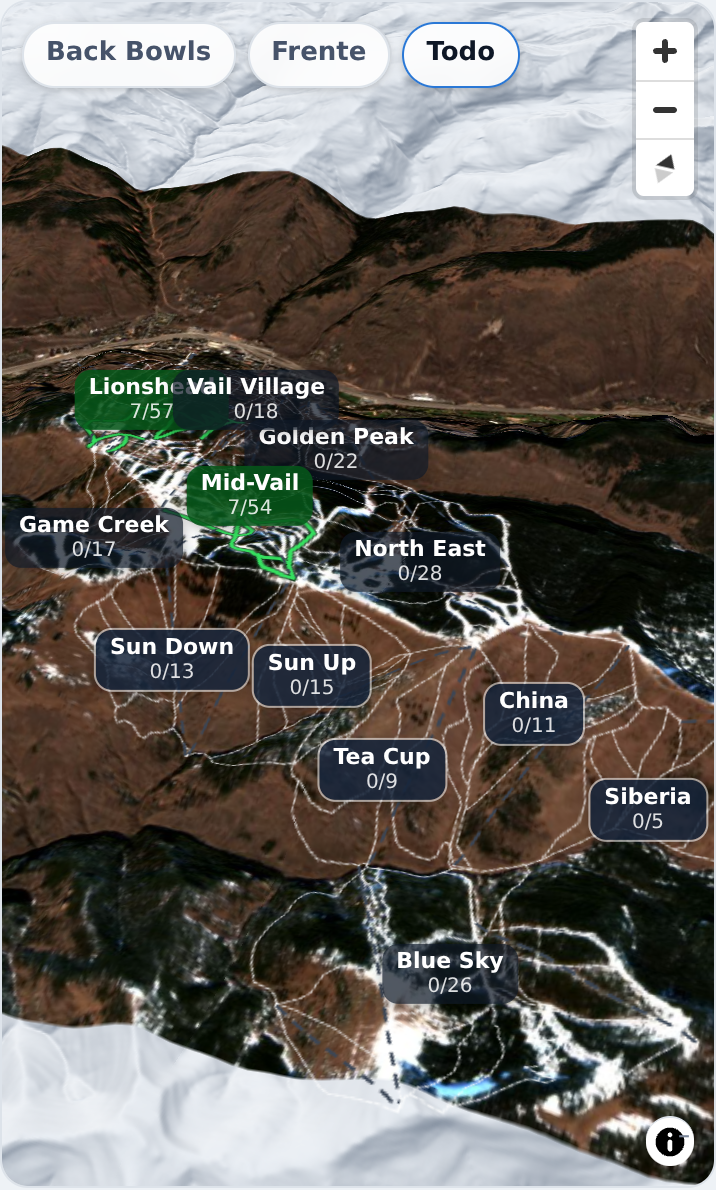 Back Bowls
Frente
Todo
Vail Village
7/57
0/18
Golden Peak
0/22
Mid-Vail
7/54
Game Creek
0/17
North East
0/28
Sun Down
0/13
Sun Up
0/15
China
0/11
Tea Cup
0/9
Siberia
0/5
Blue Sky
0/26